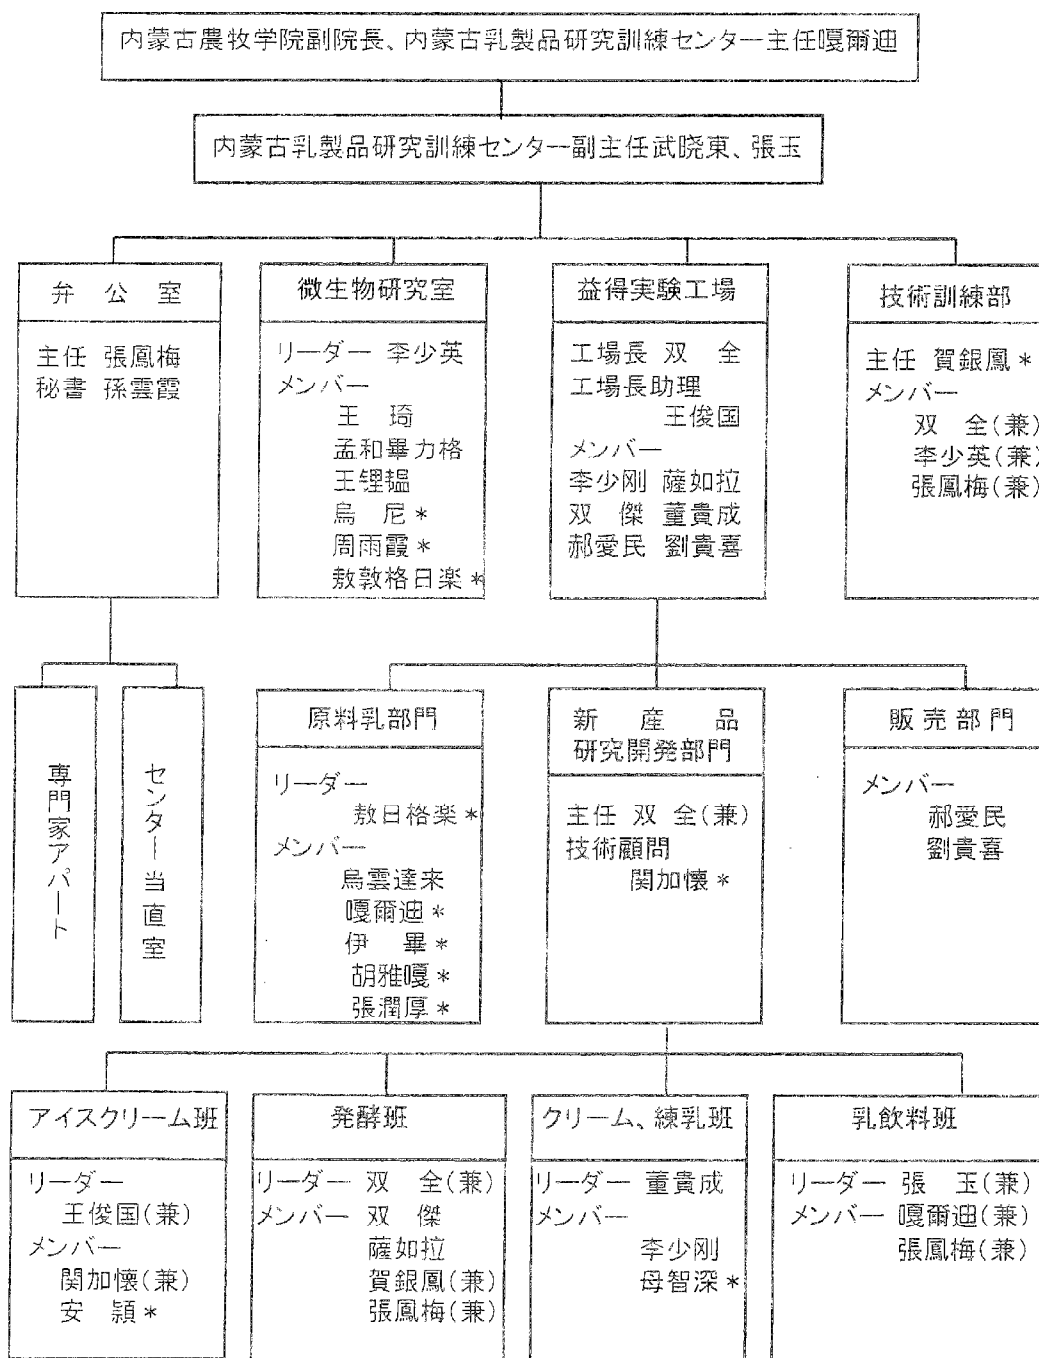 内蒙古農牧学院副院長、内蒙古乳製品研究訓練センター主任嘎爾迪
内蒙古乳製品研究訓練センター副主任武暁東、張玉
弁公室
主任 張鳳梅
秘書 孫雲霞
微生物研究室
リーダー 李少英
メンバー
王 琦
孟和畢力格
王锂韫
烏 尼*
周雨霞*
敖敦格日楽*
益得実験工場
工場長 双 全
工場長助理
王俊国
メンバー
李少刚 薩如拉
双 傑 董貴成
郝愛民 劉貴喜
技術訓練部
主任 賀銀鳳*
メンバー
双 全(兼)
李少英(兼)
張鳳梅(兼)
専門家アパート
センター当直室
原料乳部門
リーダー
敖日格楽*
メンバー
烏雲達来
嘎爾迪*
伊 畢*
胡雅嘎*
張潤厚*
新産品
研究開発部門
主任 双 全(兼)
技術顧問
関加懐*
販売部門
メンバー
郝愛民
劉貴喜
アイスクリーム班
リーダー
王俊国(兼)
メンバー
関加懐(兼)
安 穎*
発酵班
リーダー 双 全(兼)
メンバー 双 傑
薩如拉
賀銀鳳(兼)
張鳳梅(兼)
クリーム、練乳班
リーダー 董貴成
メンバー
李少刚
母智深*
乳飲料班
リーダー 張 玉(兼)
メンバー 嘎爾迪(兼)
張鳳梅(兼)